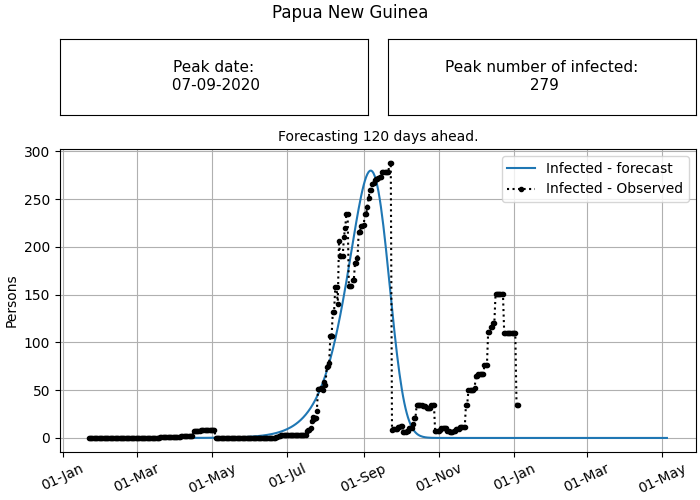 Papua New Guinea
Peak date:
07-09-2020
Peak number of infected:
279
Forecasting 120 days ahead.
Infected - forecast
Infected - Observed
Persons
300
250
200
150
100
50
0
01-Jan
01-Mar
01-May
01-Jul
01-Sep
01-Nov
01-Jan
01-Mar
01-May